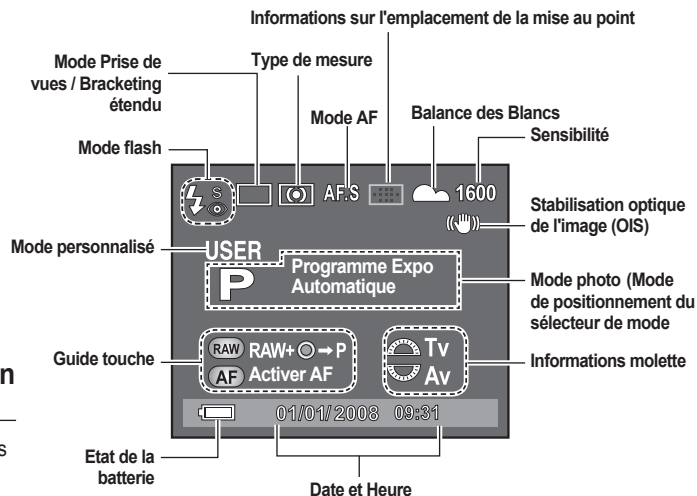 Informations sur l'emplacement de la mise au point
Mode Prise de
vues / Bracketing
étendu
Type de mesure
Mode AF
Balance des Blancs
Sensibilité
Mode flash
S
AF.S
1600
Stabilisation optique
de l'image (OIS)
Mode personnalisé
USER
P
Programme Expo
Automatique
Mode photo (Mode
de positionnement du
sélecteur de mode
Guide touche
RAW RAW+ → P
AF Activer AF
Tv
Av
Informations molette
n
s
01/01/2008 09:31
Etat de la
batterie
Date et Heure